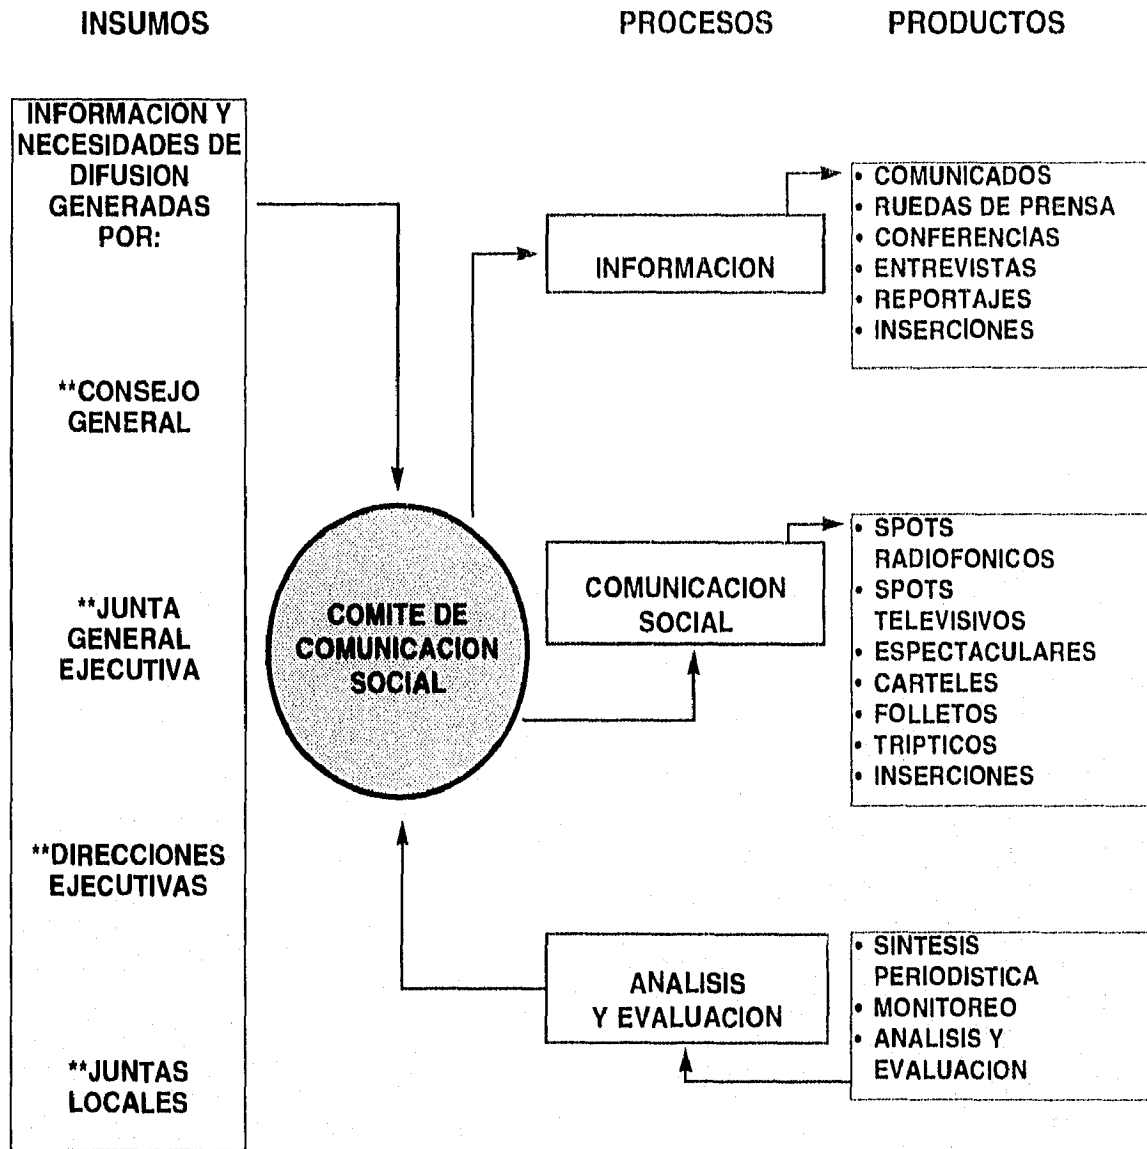 INSUMOS
PROCESOS
PRODUCTOS
INFORMACION Y
NECESIDADES DE
DIFUSION
GENERADAS
POR:
**CONSEJO
GENERAL
**JUNTA
GENERAL
EJECUTIVA
**DIRECCIONES
EJECUTIVAS
**JUNTAS
LOCALES
COMITE DE
COMUNICACION
SOCIAL
INFORMACION
• COMUNICADOS
• RUEDAS DE PRENSA
• CONFERENCIAS
• ENTREVISTAS
• REPORTAJES
• INSERCIONES
COMUNICACION
SOCIAL
• SPOTS
RADIOFONICOS
• SPOTS
TELEVISIVOS
• ESPECTACULARES
• CARTELES
• FOLLETOS
• TRIPTICOS
• INSERCIONES
ANALISIS
Y EVALUACION
• SINTESIS
PERIODISTICA
• MONITOREO
• ANALISIS Y
EVALUACION